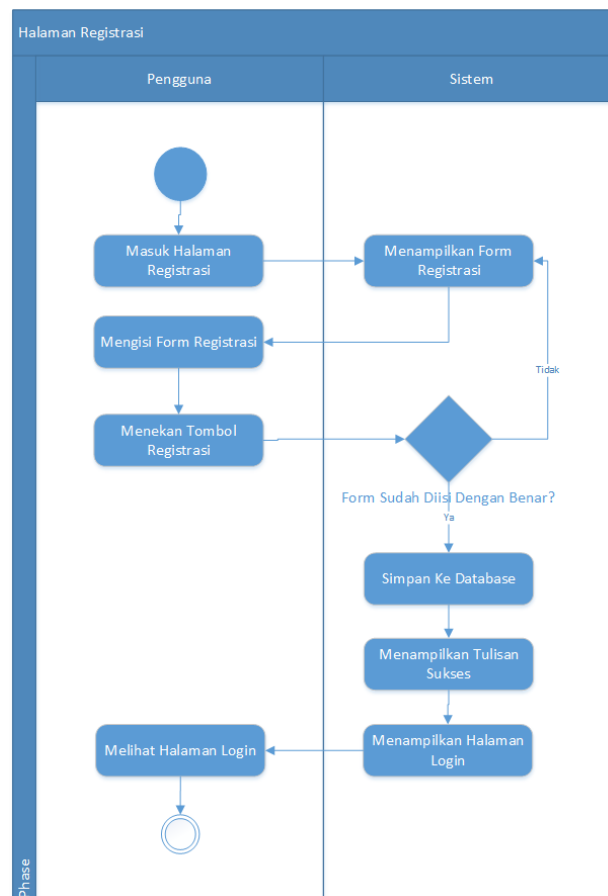 Halaman Registrasi
Pengguna
Sistem
Masuk Halaman
Registrasi
Menampilkan Form
Registrasi
Mengisi Form Registrasi
Tidak
Menekan Tombol
Registrasi
Form Sudah Diisi Dengan Benar?
Ya
Simpan Ke Database
Menampilkan Tulisan
Sukses
Menampilkan Halaman
Login
Melihat Halaman Login
Phase